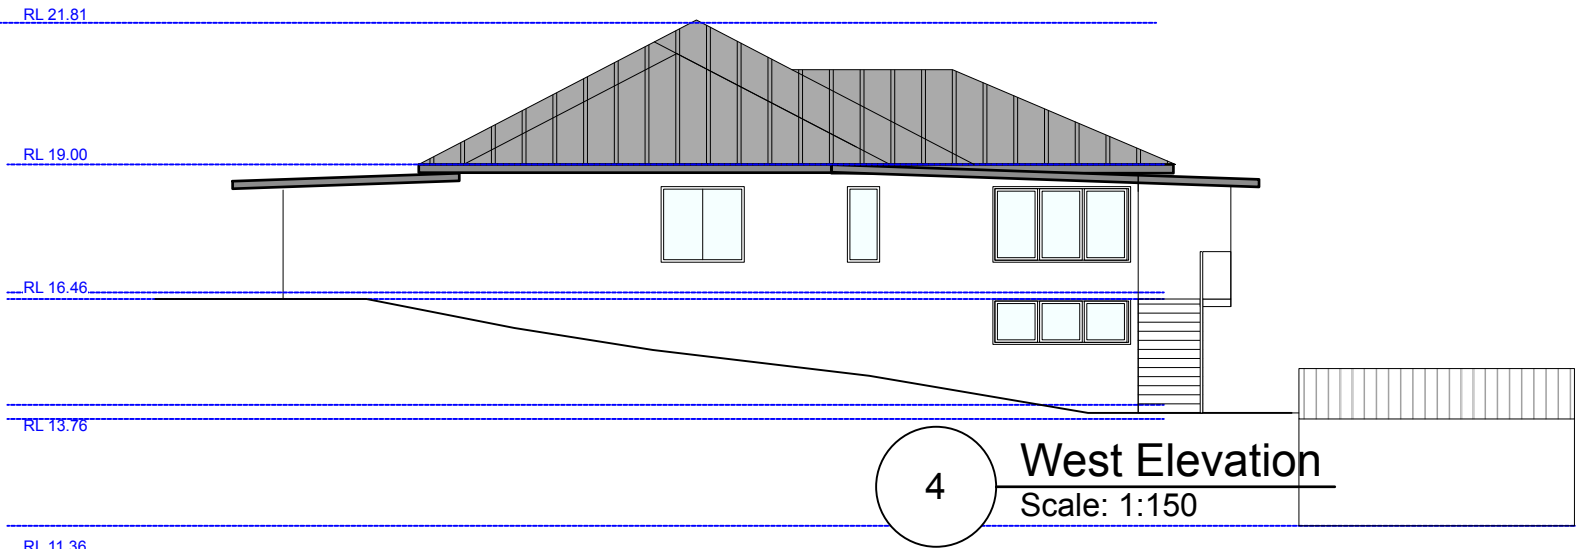 RL 21.81
RL 19.00
RL 16.46
RL 13.76
4
West Elevation
Scale: 1:150
RL 11.36